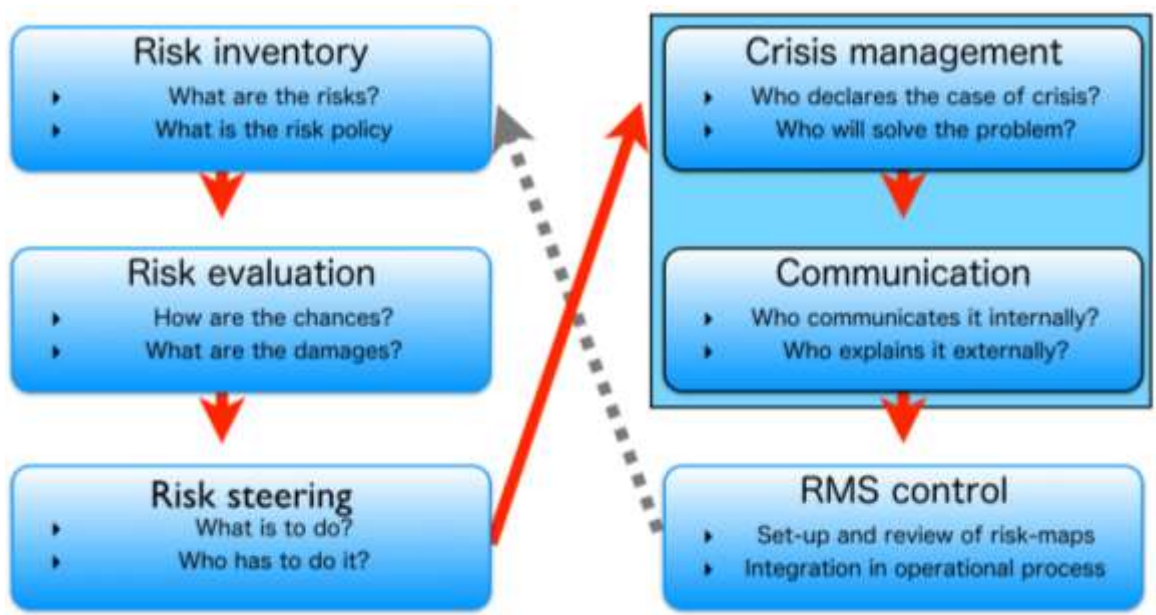 Risk inventory
What are the risks?
What is the risk policy
Risk evaluation
How are the chances?
What are the damages?
Risk steering
What is to do?
Who has to do it?
Crisis management
Who declares the case of crisis?
Who will solve the problem?
Communication
Who communicates it internally?
Who explains it externally?
RMS control
Set-up and review of risk-maps
Integration in operational process